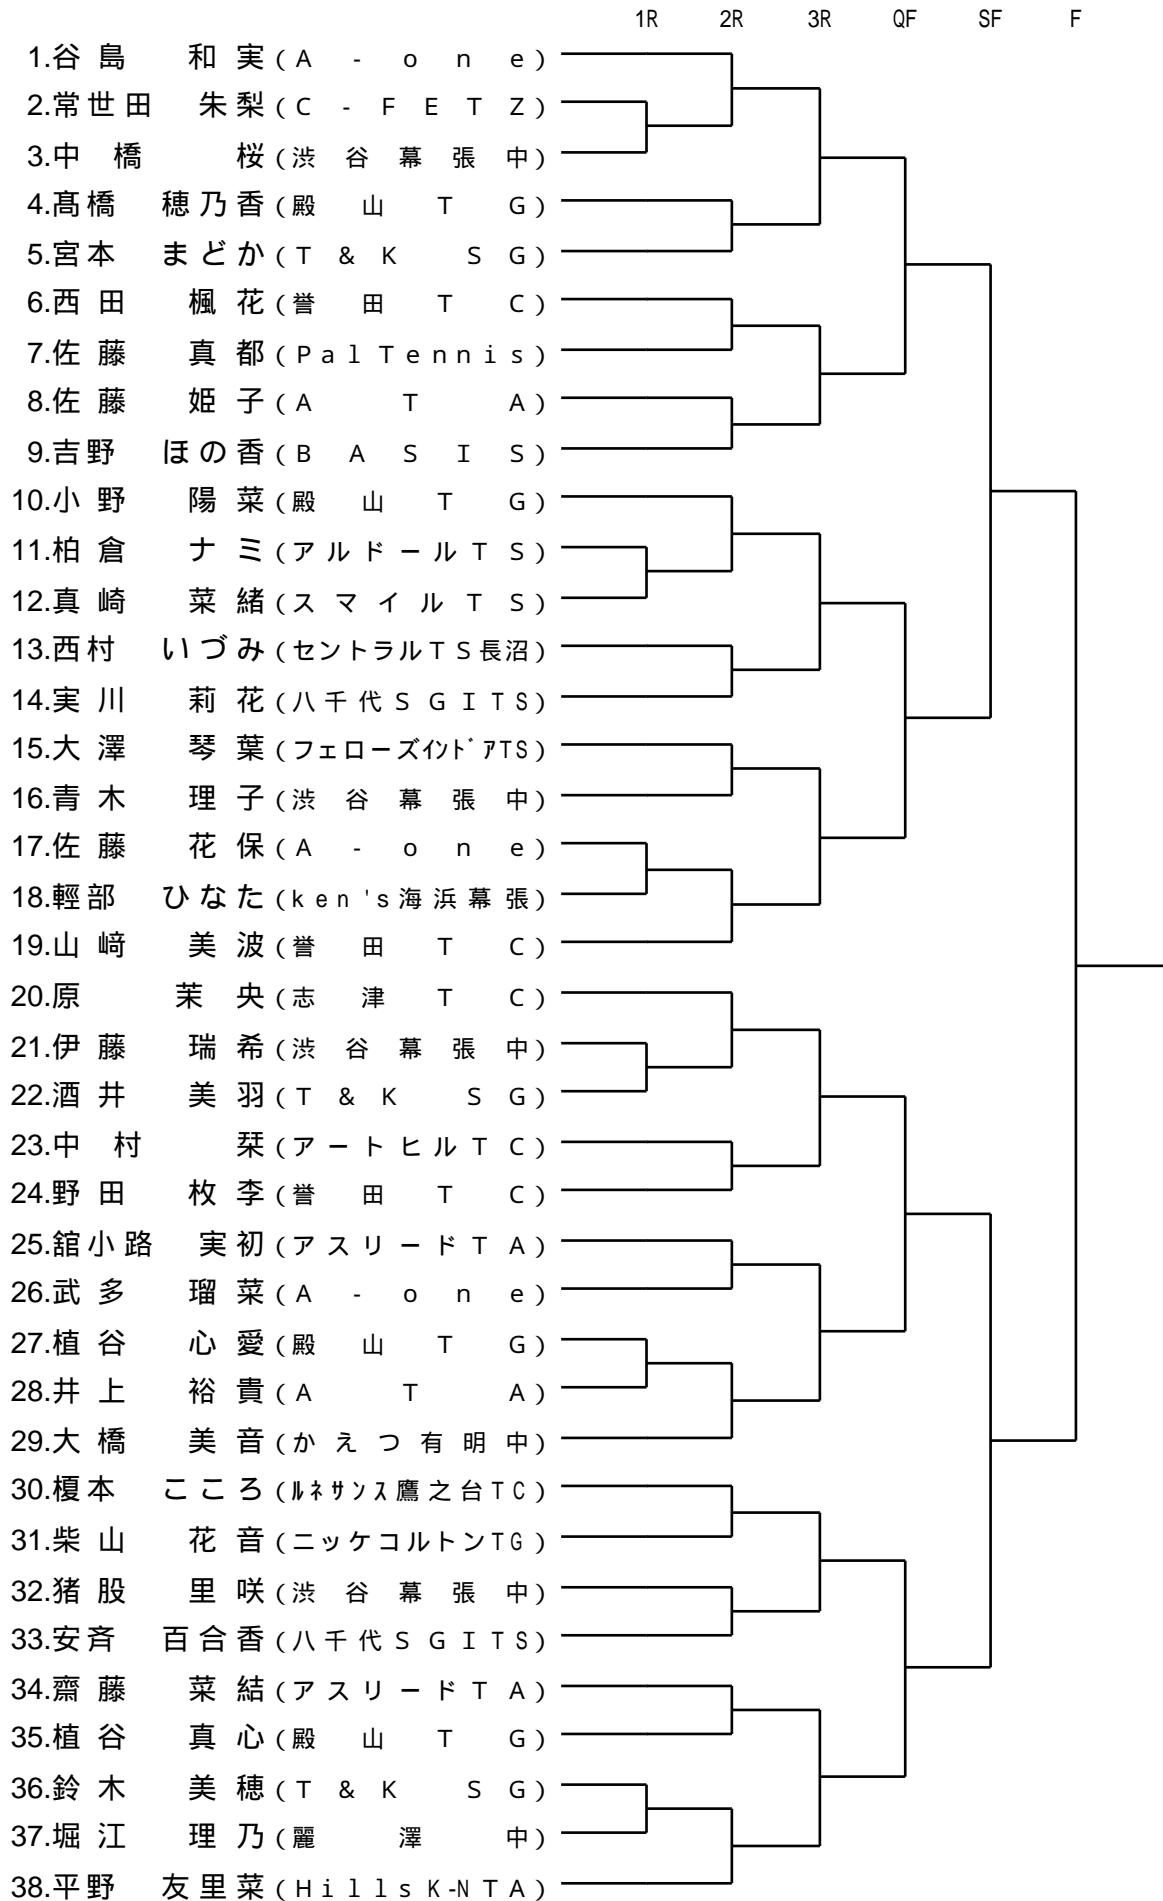 1R 2R 3R QF SF F
1.谷島 和実(A-one)
2.常世田 朱梨(C-FETZ)
3.中橋 桜(渋谷幕張中)
4.髙橋 穂乃香(殿山TG)
5.宮本 まどか(T&K SG)
6.西田 楓花(誉田TC)
7.佐藤 真都(PalTennis)
8.佐藤 姫子(ATA)
9.吉野 ほの香(BASIS)
10.小野 陽菜(殿山TG)
11.柏倉 ナミ(アルドールTS)
12.真崎 菜緒(スマイルTS)
13.西村 いづみ(セントラルTS長沼)
14.実川 莉花(八千代SGITS)
15.大澤 琴葉(フェローズインドアTS)
16.青木 理子(渋谷幕張中)
17.佐藤 花保(A-one)
18.輕部 ひなた(ken's海浜幕張)
19.山﨑 美波(誉田TC)
20.原 茉央(志津TC)
21.伊藤 瑞希(渋谷幕張中)
22.酒井 美羽(T&K SG)
23.中村 栞(アートヒルTC)
24.野田 枚李(誉田TC)
25.舘小路 実初(アスリードTA)
26.武多 瑠菜(A-one)
27.植谷 心愛(殿山TG)
28.井上 裕貴(ATA)
29.大橋 美音(かえつ有明中)
30.榎本 こころ(ルネサンス鷹之台TC)
31.柴山 花音(ニッケコルトンTG)
32.猪股 里咲(渋谷幕張中)
33.安斉 百合香(八千代SGITS)
34.齋藤 菜結(アスリードTA)
35.植谷 真心(殿山TG)
36.鈴木 美穂(T&K SG)
37.堀江 理乃(麗澤中)
38.平野 友里菜(HillsK-NTA)